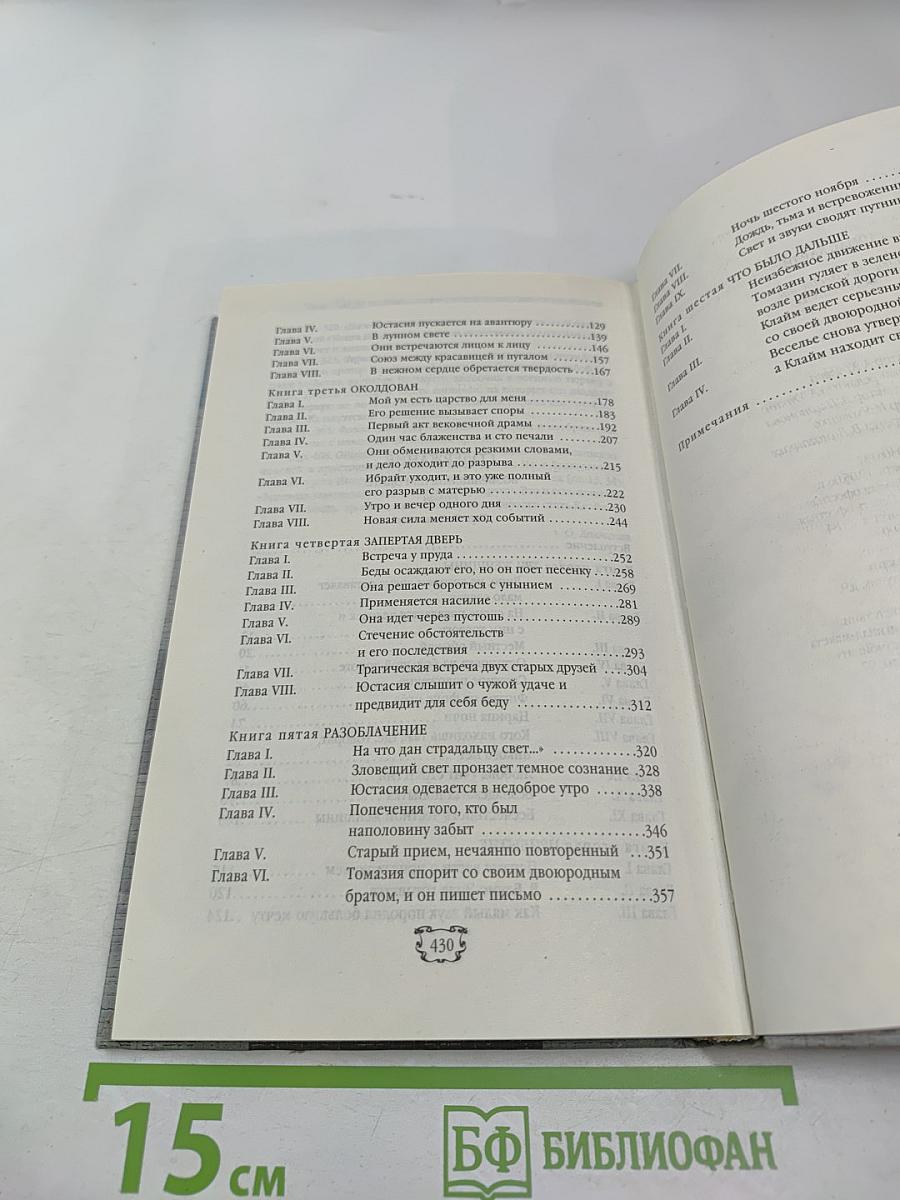 Глава IV. Юстасия пускается на авантюру ...........129
Глава V. В лунном свете .........................139
Глава VI. Они встречаются лицом к лицу ...........146
Глава VII. Союз между красавицей и пугалом ........157
Глава VIII. В нежном сердце обретается твердость ....167
Книга третья ОКОЛДОВАН
Глава I. Мой ум есть царство для меня ............178
Глава II. Его решение вызывает споры ............183
Глава III. Первый акт вековечной драмы ...........192
Глава IV. Один час блаженства и сто печали ........207
Глава V. Они обмениваются резкими словами,
и дело доходит до разрыва .............215
Глава VI. Ибрайт уходит, и это уже полный
его разрыв с матерью ..................222
Глава VII. Утро и вечер одного дня ................230
Глава VIII. Новая сила меняет ход событий ...........244
Книга четвертая ЗАПЕРТАЯ ДВЕРЬ
Глава I. Встреча у пруда ........................252
Глава II. Беды осаждают его, но он поет песенку ....258
Глава III. Она решает бороться с унынием .........269
Глава IV. Применяется насилие ...................281
Глава V. Она идет через пустошь ................289
Глава VI. Стечение обстоятельств
и его последствия ......................293
Глава VII. Трагическая встреча двух старых друзей ....304
Глава VIII. Юстасия слышит о чужой удаче и
предвидит для себя беду ...............312
Книга пятая РАЗОБЛАЧЕНИЕ
Глава I. На что дан страдальцу свет...» ............320
Глава II. Зловещий свет пронзает темное сознание .328
Глава III. Юстасия одевается в недоброе утро .......338
Глава IV. Попечения того, кто был
наполовину забыт ......................346
Глава V. Старый прием, нечаянпо повторенный ...351
Глава VI. Томазия спорит со своим двоюродным
братом, и он пишет письмо ...............357
430
Глава VII. Ночь шестого ноября ......
Глава VIII. Дождь, тьма и встревоженн
Глава IX. Свет и звуки сводят путни
Книга шестая ЧТО БЫЛО ДАЛЬШЕ
Глава I. Неизбежное движение в
Глава II. Томазин гуляет в зелено
возле римской дороги
Глава III. Клайм ведет серьезны
со своей двоюродной
Глава IV. Веселье снова утвер
а Клайм находит св
Примечания ..................
15 см
БФ БИБЛИОФАН